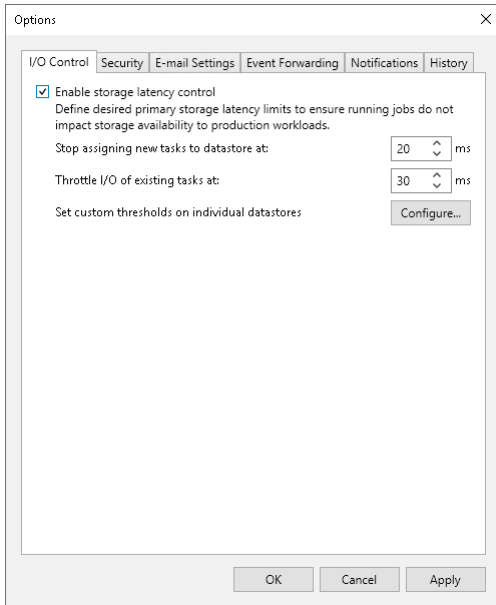 Options
I/O Control Security E-mail Settings Event Forwarding Notifications History
Enable storage latency control
Define desired primary storage latency limits to ensure running jobs do not
impact storage availability to production workloads.
Stop assigning new tasks to datastore at: 20 ms
Throttle I/O of existing tasks at: 30 ms
Set custom thresholds on individual datastores Configure...
OK Cancel Apply